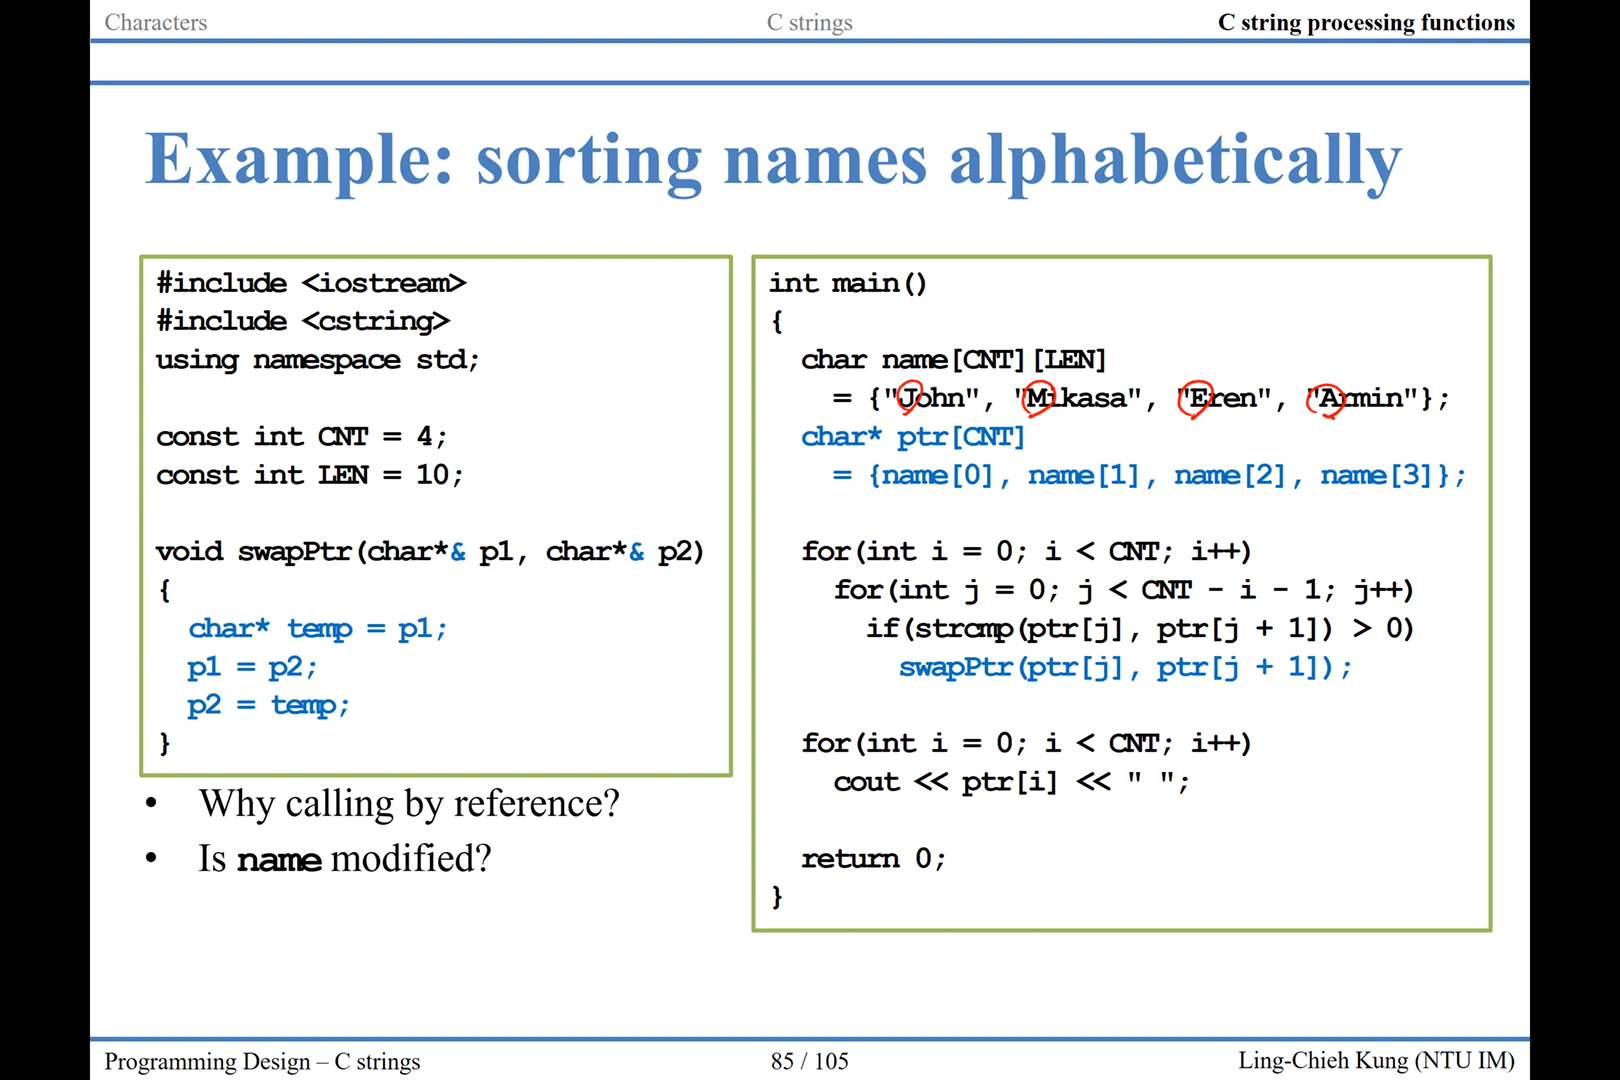 Characters
C strings
C string processing functions
Example: sorting names alphabetically
#include <iostream>
#include <cstring>
using namespace std;
const int CNT = 4;
const int LEN = 10;
void swapPtr(char*& p1, char*& p2)
{
char* temp = p1;
p1 = p2;
p2 = temp;
}
• Why calling by reference?
• Is name modified?
int main()
{
char name[CNT][LEN]
= {"John", "Mikasa", "Eren", "Armin"};
char* ptr[CNT]
= {name[0], name[1], name[2], name[3]};
for(int i = 0; i < CNT; i++)
for(int j = 0; j < CNT - i - 1; j++)
if(strcmp(ptr[j], ptr[j + 1]) > 0)
swapPtr(ptr[j], ptr[j + 1]);
for(int i = 0; i < CNT; i++)
cout << ptr[i] << " ";
return 0;
}
Programming Design – C strings
85 / 105
Ling-Chieh Kung (NTU IM)